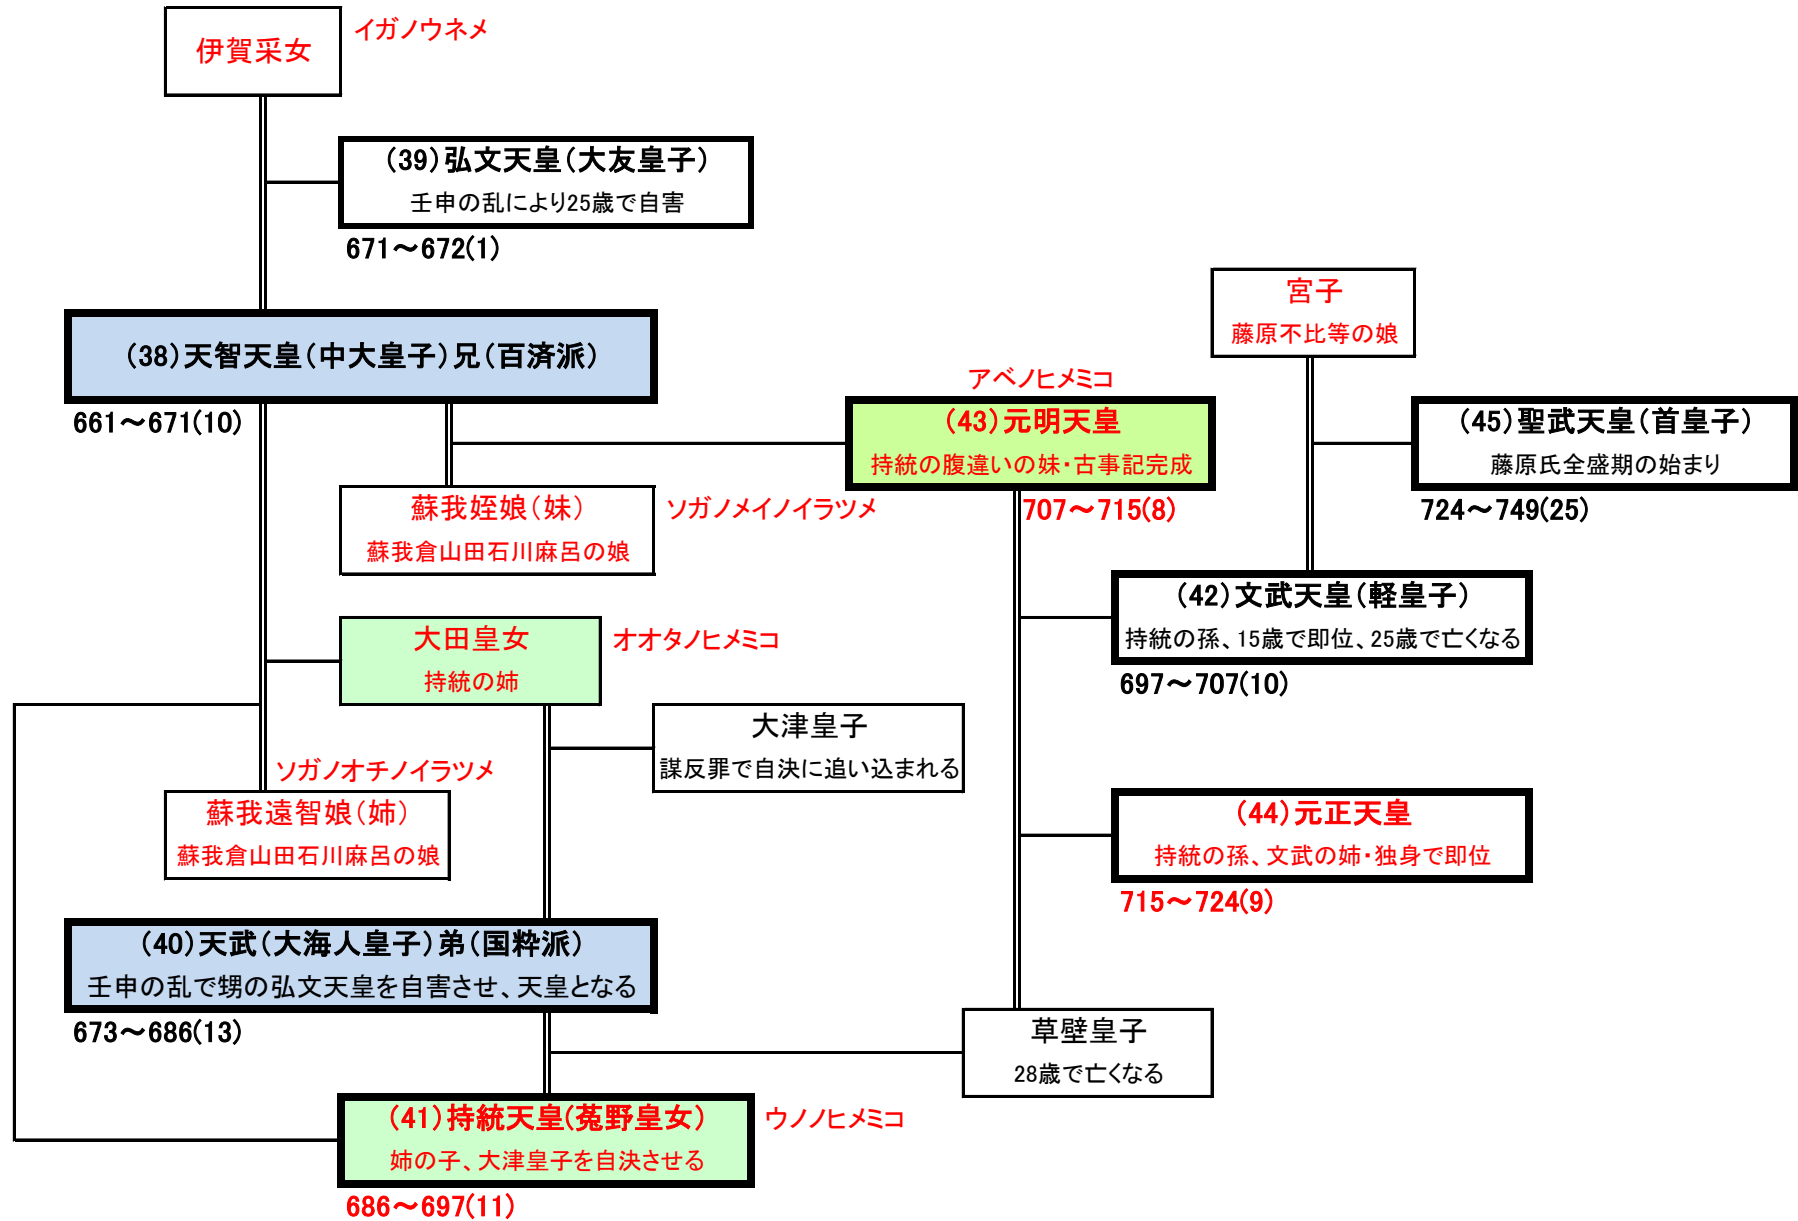 伊賀采女
イガノウネメ
(39)弘文天皇(大友皇子)
壬申の乱により25歳で自害
671～672(1)
(38)天智天皇(中大皇子)兄(百済派)
661～671(10)
宮子
藤原不比等の娘
アベノヒメミコ
(43)元明天皇
持統の腹違いの妹・古事記完成
707～715(8)
(45)聖武天皇(首皇子)
藤原氏全盛期の始まり
724～749(25)
蘇我姪娘(妹)
蘇我倉山田石川麻呂の娘
ソガノメイノイラツメ
(42)文武天皇(軽皇子)
持統の孫、15歳で即位、25歳で亡くなる
697～707(10)
大田皇女
持統の姉
オオタノヒメミコ
大津皇子
謀反罪で自決に追い込まれる
ソガノオチノイラツメ
蘇我遠智娘(姉)
蘇我倉山田石川麻呂の娘
(44)元正天皇
持統の孫、文武の姉・独身で即位
715～724(9)
(40)天武(大海人皇子)弟(国粋派)
壬申の乱で甥の弘文天皇を自害させ、天皇となる
673～686(13)
草壁皇子
28歳で亡くなる
(41)持統天皇(菟野皇女)
姉の子、大津皇子を自決させる
ウノノヒメミコ
686～697(11)